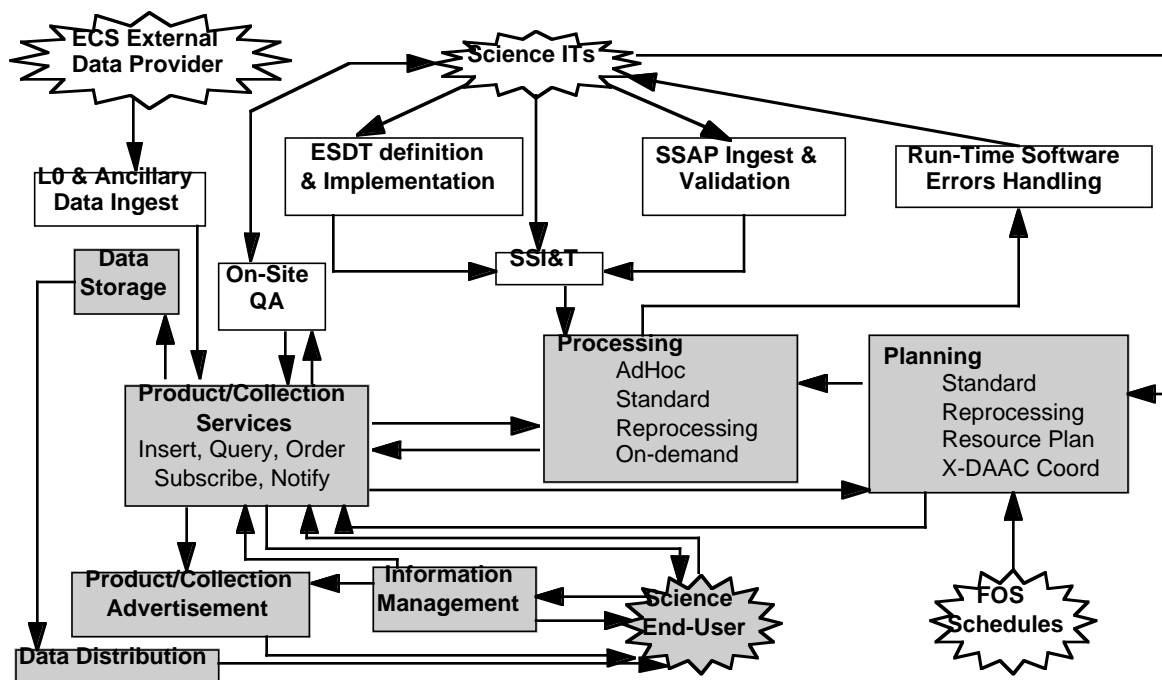 ECS External
Data Provider
Science ITs
ESDT definition
& Implementation
SSAP Ingest &
Validation
Run-Time Software
Errors Handling
L0 & Ancillary
Data Ingest
Data
Storage
On-Site
QA
SSI&T
Processing
AdHoc
Standard
Reprocessing
On-demand
Planning
Standard
Reprocessing
Resource Plan
X-DAAC Coord
Product/Collection
Services
Insert, Query, Order
Subscribe, Notify
Product/Collection
Advertisement
Information
Management
Science
End-User
FOS
Schedules
Data Distribution